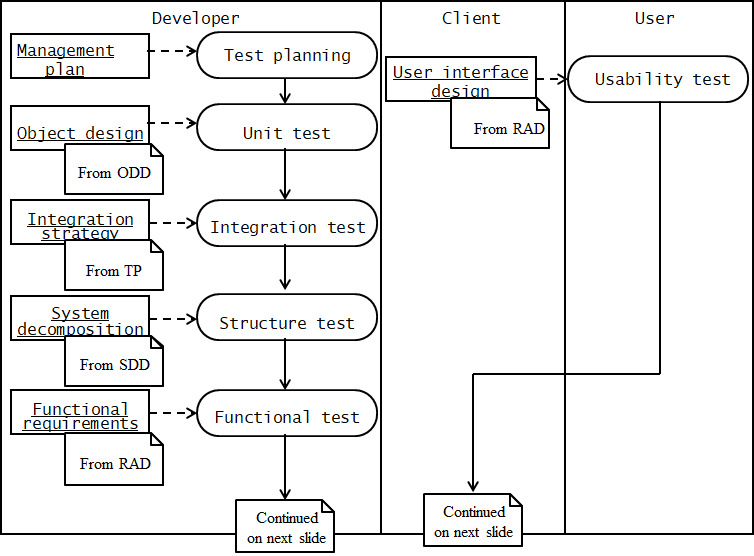 Developer
Client
User
Management
plan
Test planning
User interface
design
Usability test
From RAD
Object design
Unit test
From ODD
Integration
strategy
Integration test
From TP
System
decomposition
Structure test
From SDD
Functional
requirements
Functional test
From RAD
Continued
on next slide
Continued
on next slide